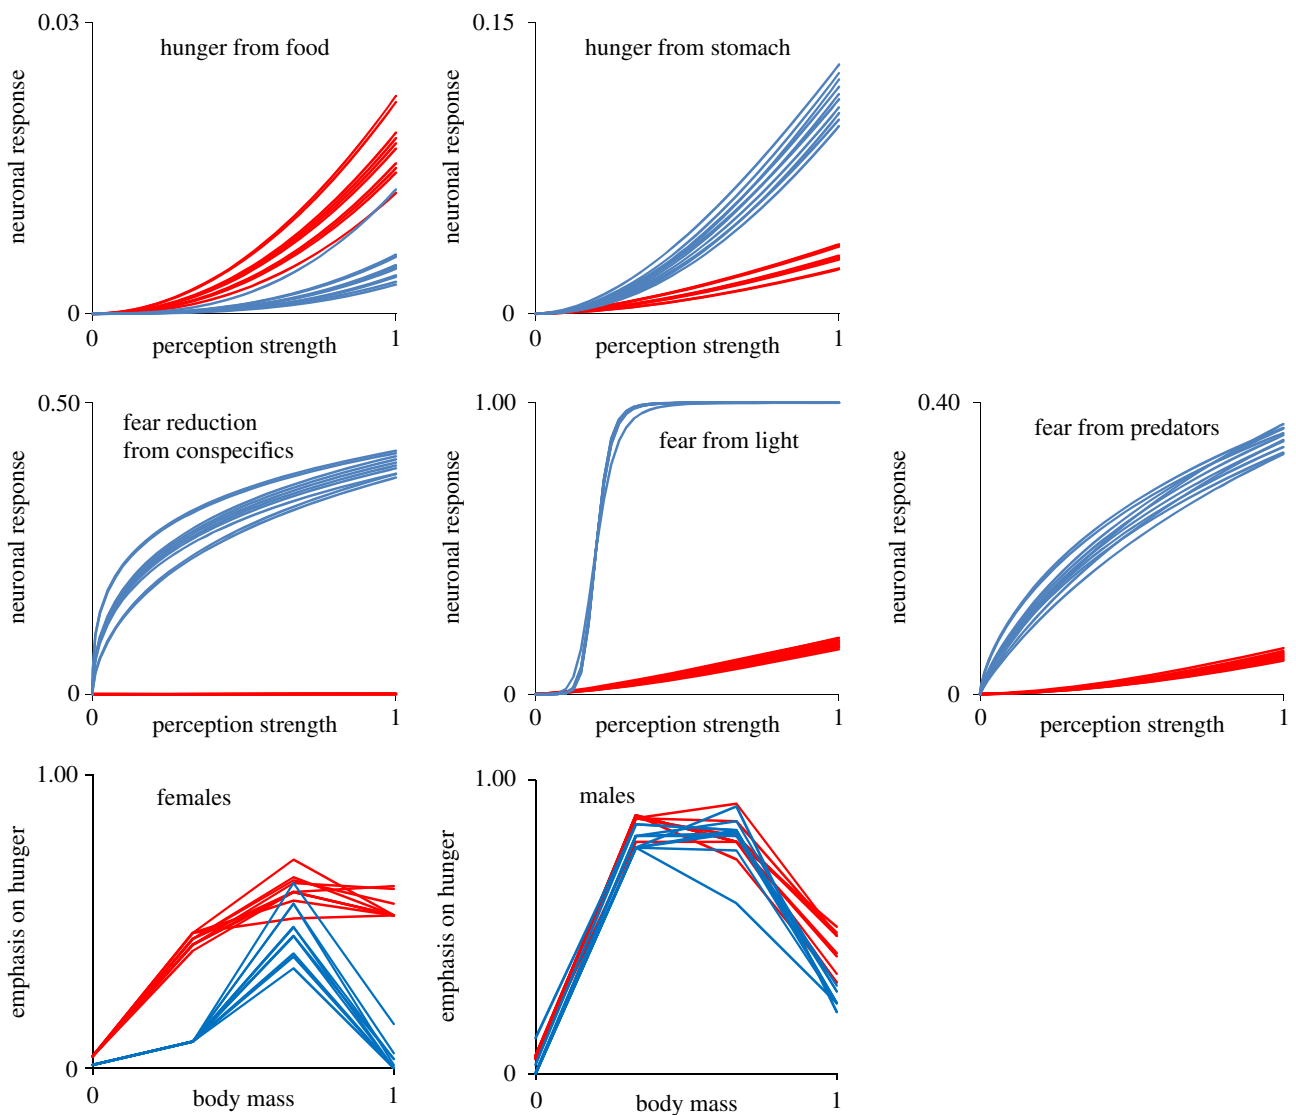 0.03
hunger from food
neuronal response
0
0
perception strength
1
0.15
hunger from stomach
neuronal response
0
0
perception strength
1
0.50
fear reduction
from conspecifics
neuronal response
0
0
perception strength
1
1.00
fear from light
neuronal response
0
0
perception strength
1
0.40
fear from predators
neuronal response
0
0
perception strength
1
1.00
females
emphasis on hunger
0
0
body mass
1
1.00
males
emphasis on hunger
0
0
body mass
1